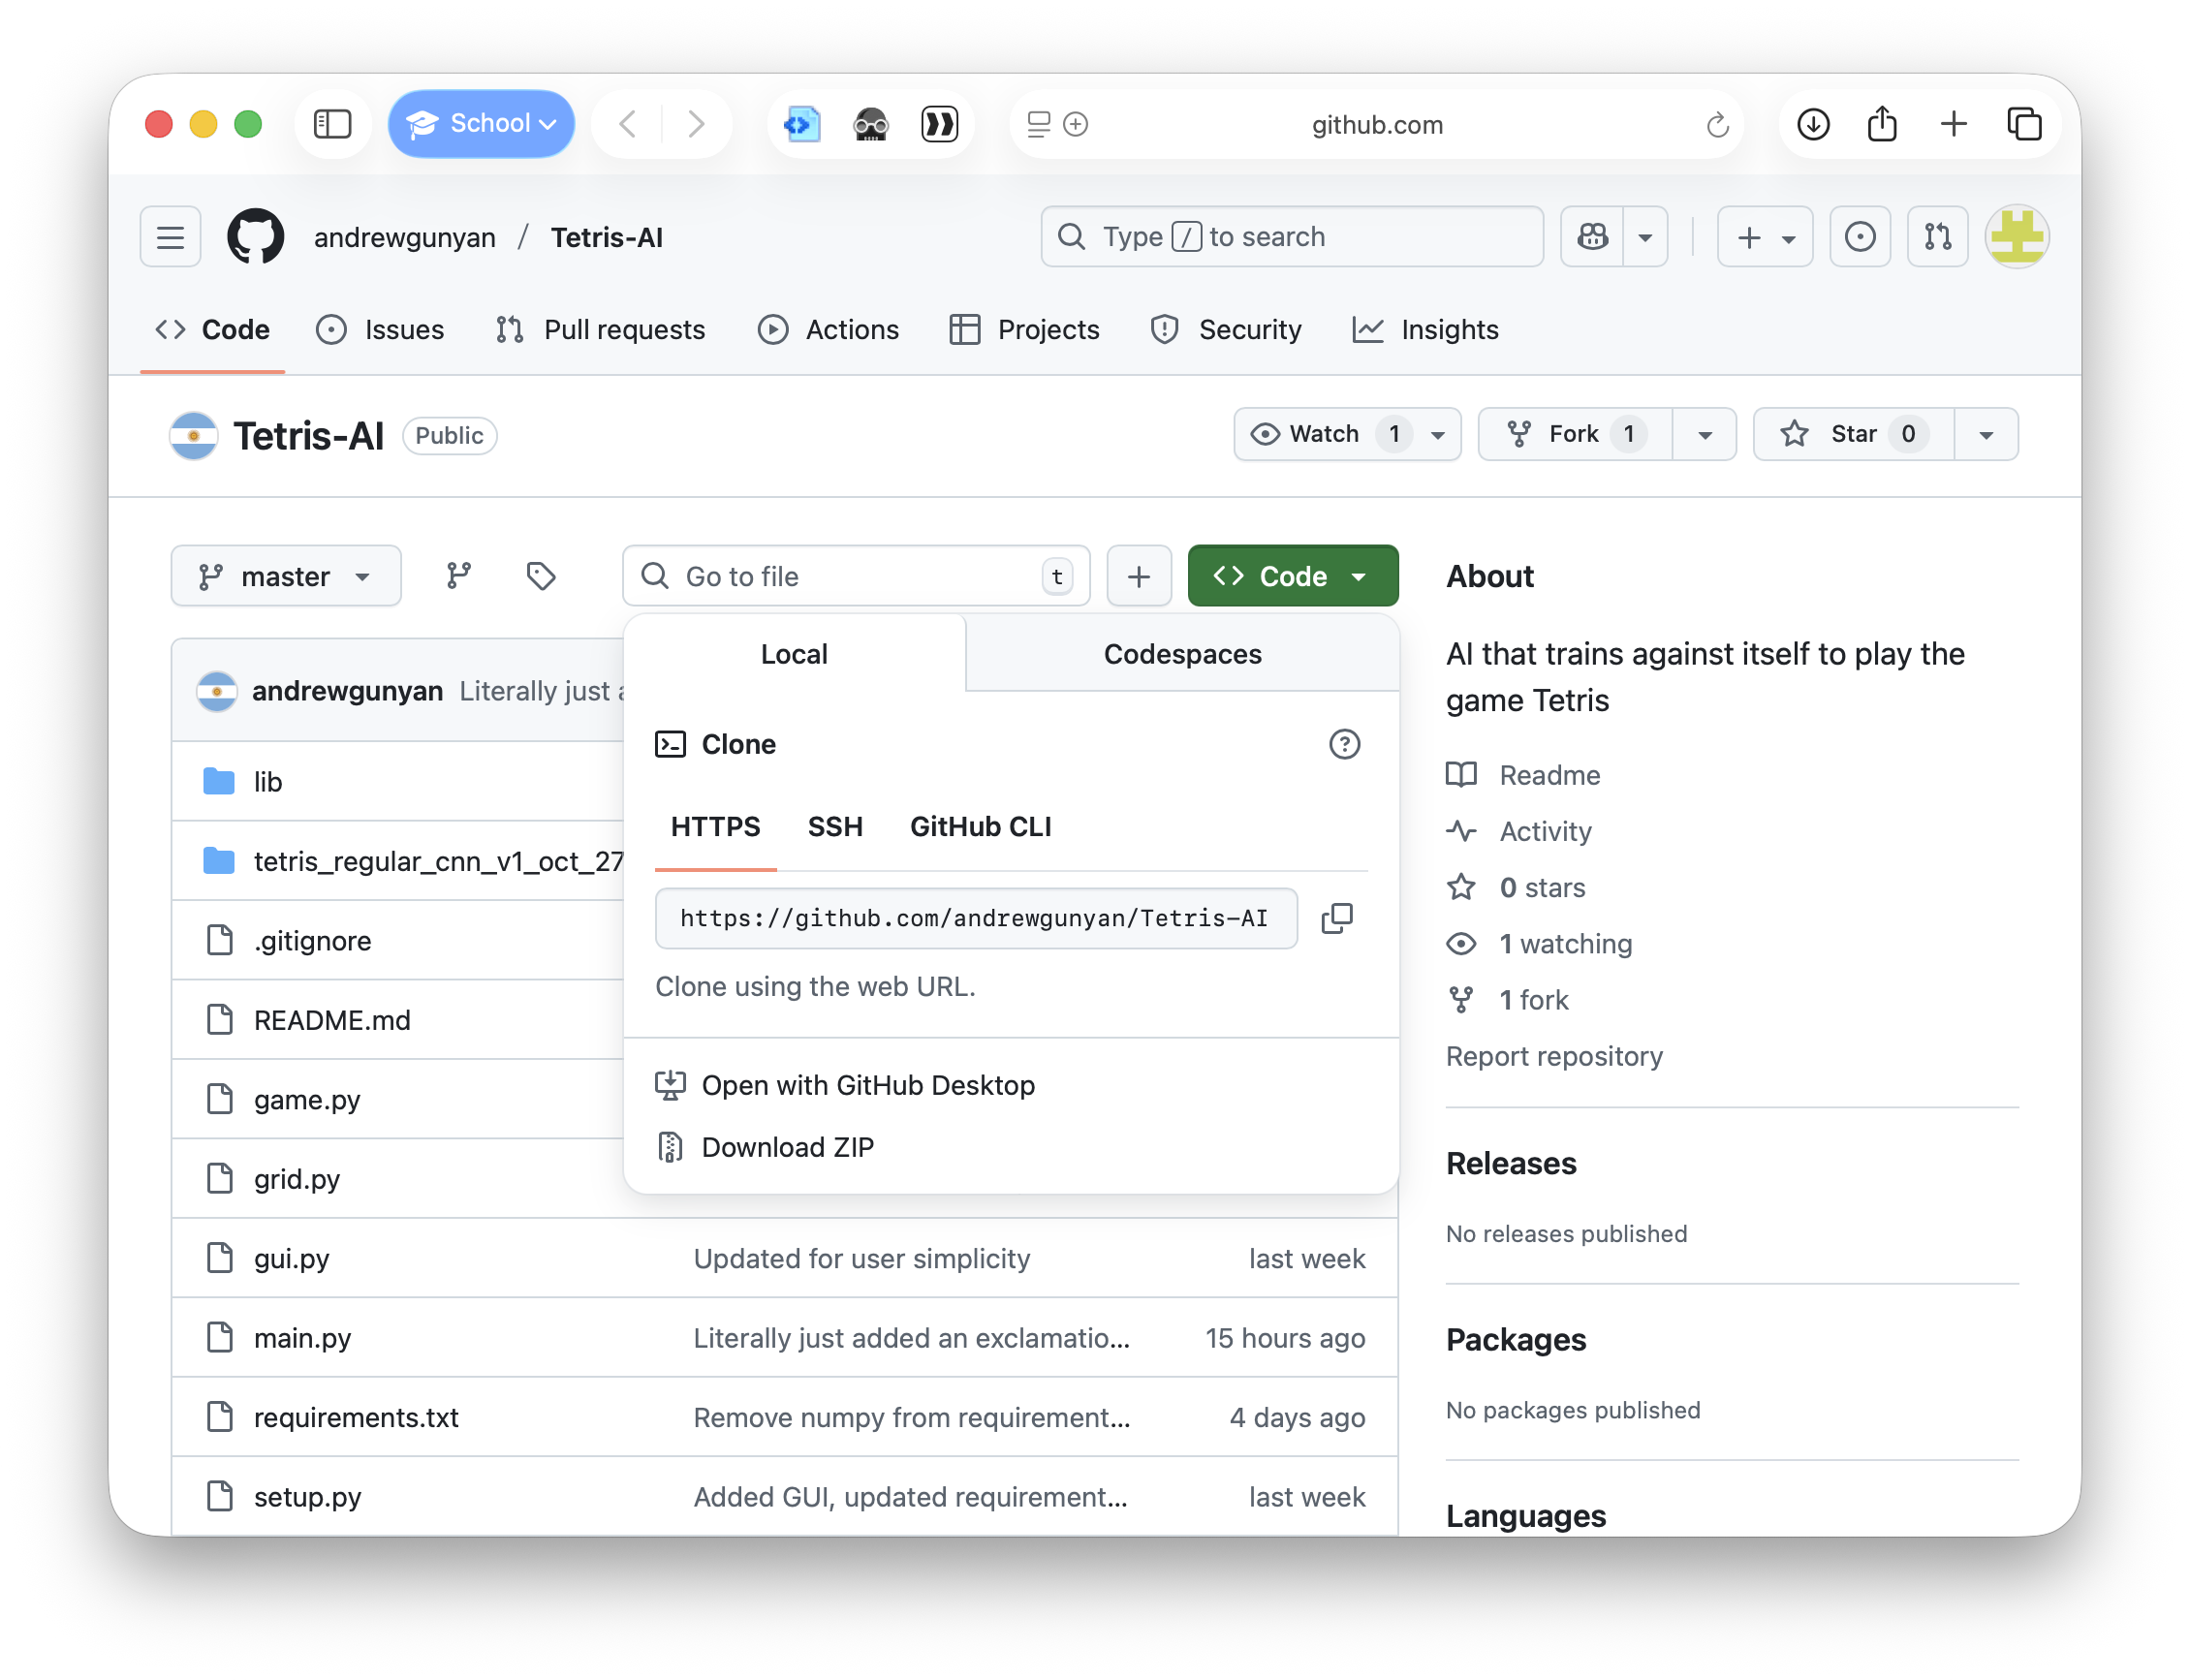 School
github.com
andrewgunyan / Tetris-AI
Type / to search
Code Issues Pull requests Actions Projects Security Insights
Tetris-AI Public
Watch 1 Fork 1 Star 0
master
Go to file t
Code
Local Codespaces
Clone
HTTPS SSH GitHub CLI
https://github.com/andrewgunyan/Tetris-AI
Clone using the web URL.
Open with GitHub Desktop
Download ZIP
andrewgunyan Literally just
lib
tetris_regular_cnn_v1_oct_27
.gitignore
README.md
game.py
grid.py
gui.py Updated for user simplicity last week
main.py Literally just added an exclamatio... 15 hours ago
requirements.txt Remove numpy from requirement... 4 days ago
setup.py Added GUI, updated requirement... last week
About
AI that trains against itself to play the
game Tetris
Readme
Activity
0 stars
1 watching
1 fork
Report repository
Releases
No releases published
Packages
No packages published
Languages